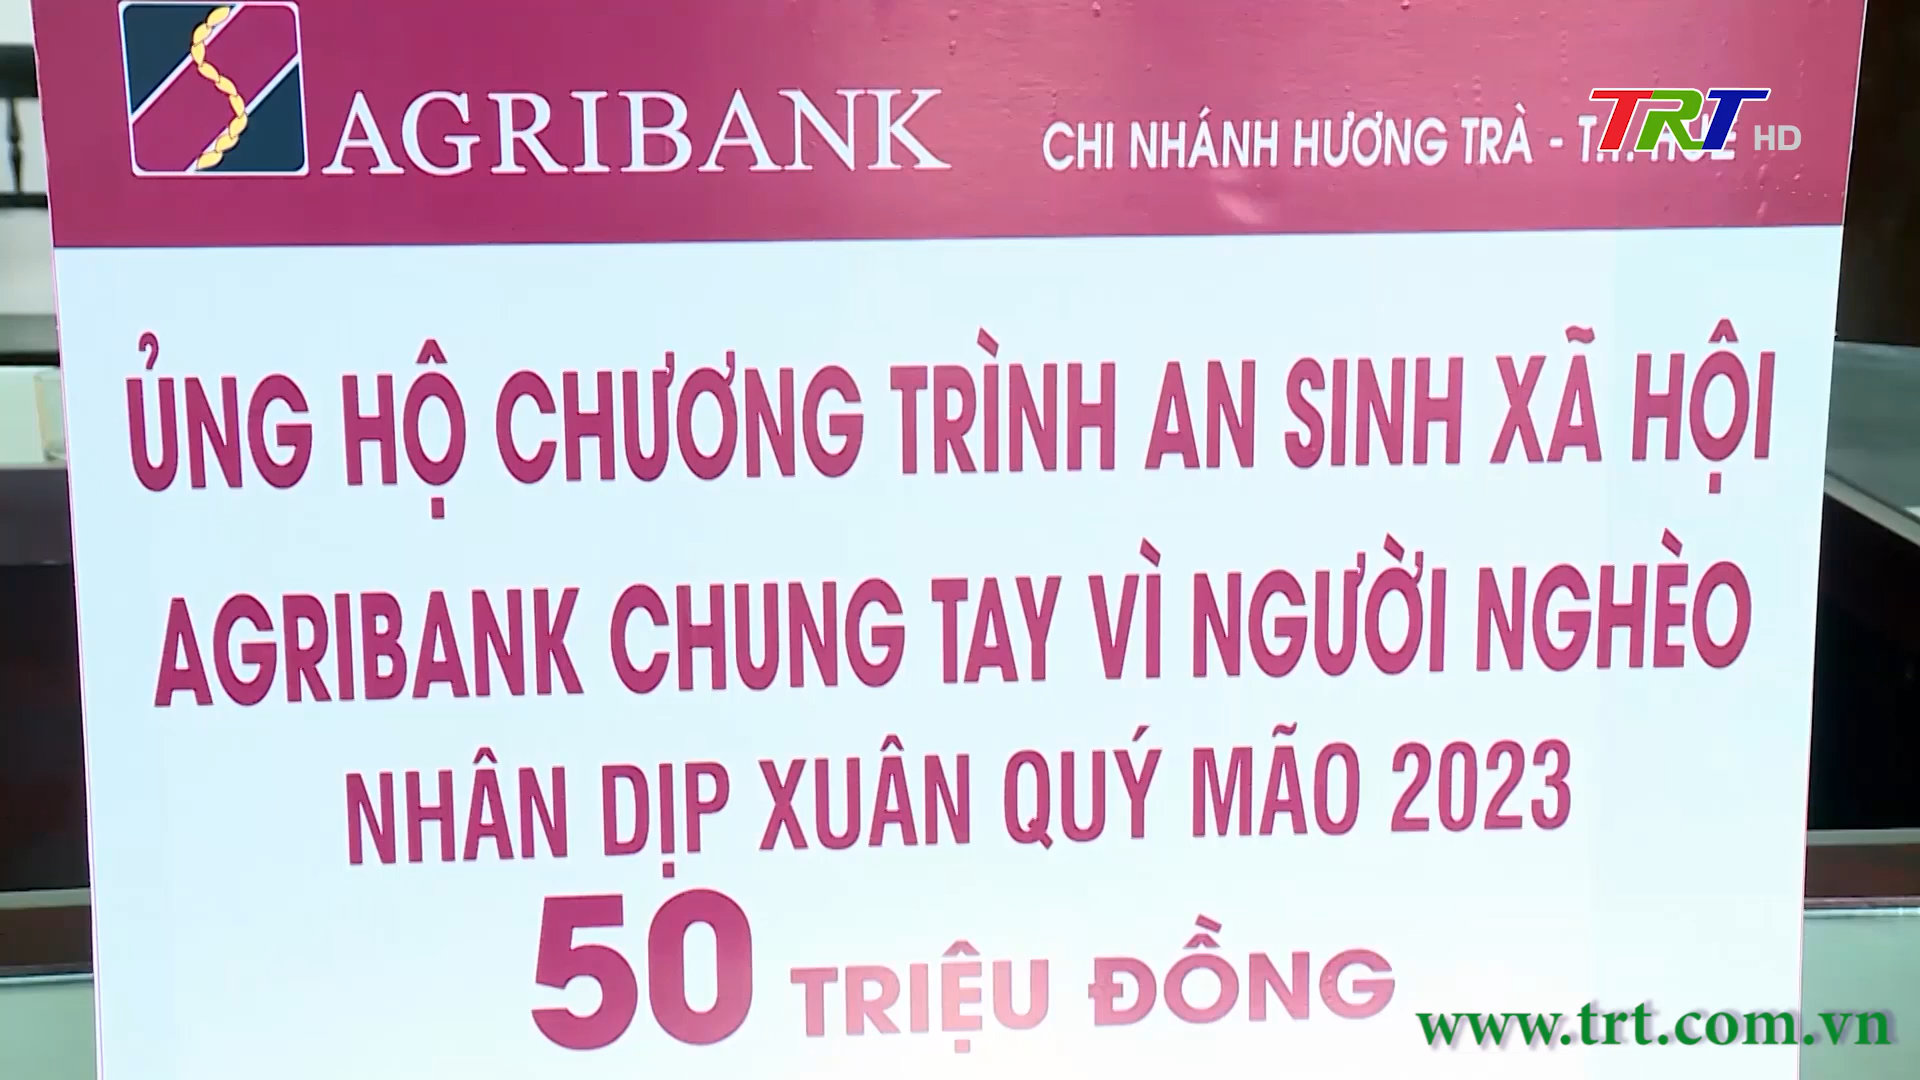 AGRIBANK
CHI NHÁNH HƯƠNG TRÀ - T.T. HUẾ
TRT HD
ỦNG HỘ CHƯƠNG TRÌNH AN SINH XÃ HỘI
AGRIBANK CHUNG TAY VÌ NGƯỜI NGHÈO
NHÂN DỊP XUÂN QUÝ MÃO 2023
50 TRIỆU ĐỒNG
www.trt.com.vn